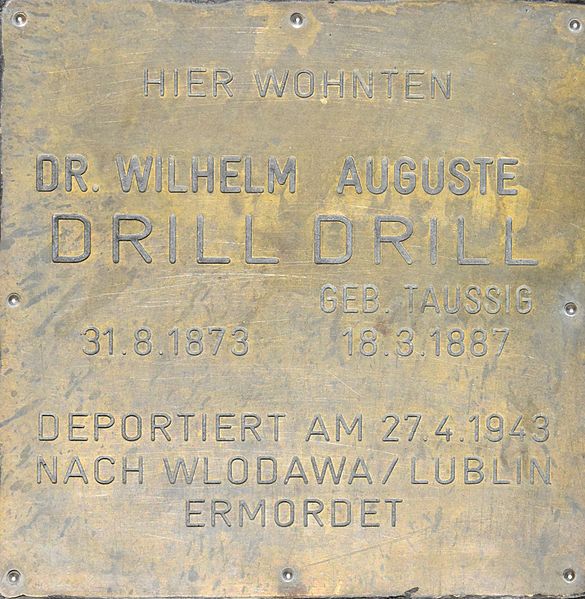 HIER WOHNTEN
DR. WILHELM AUGUSTE
DRILL DRILL
GEB. TAUSSIG
31.8.1873 18.3.1887
DEPORTIERT AM 27.4.1943
NACH WLODAWA/LUBLIN
ERMORDET